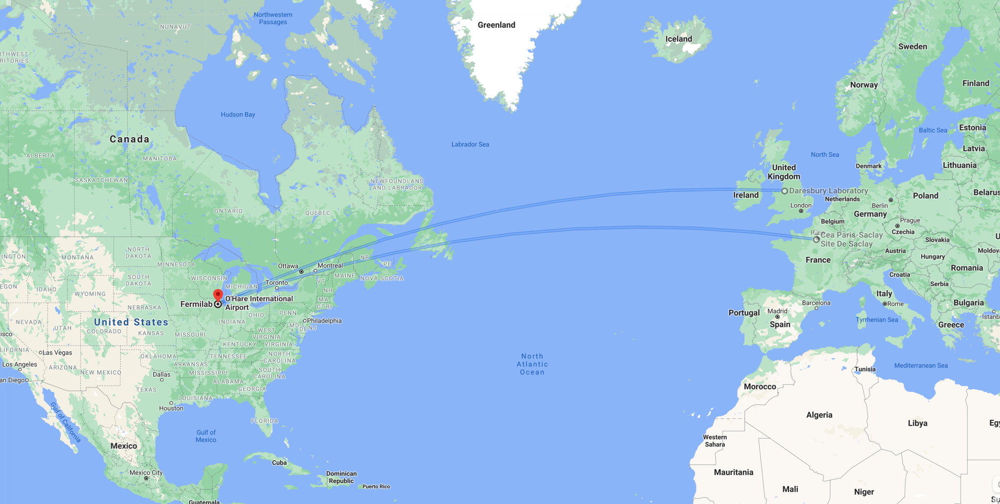 Northwestern
Passages
Greenland
Iceland
NUNAVUT
Sweden
Norway
Finland
Hudson Bay
Canada
ALBERTA
MANITOBA
SASKATCHEWAN
Labrador Sea
North Sea
Baltic Sea
Estonia
Latvia
Lithuania
Denmark
United
Kingdom
NEWFOUNDLAND
AND LABRADOR
Daresbury Laboratory
Ireland
Netherlands
Belarus
Poland
London
Berlin
Germany
ONTARIO
QUEBEC
Belgium
Prague
Czechia
Paris
Cea Paris-Saclay
Site De Saclay
Slovakia
Austria
Hungary
Moldova
France
Romania
Croatia
Serbia
NORTH
DAKOTA
MONTANA
MINNESOTA
Ottawa
Montreal
NB
PE
MAINE
NOVA SCOTIA
WISCONSIN
MICHIGAN
Toronto
VT
NH
MA
CT RI
SOUTH
DAKOTA
IDAHO
WYOMING
Fermilab
O'Hare International
Airport
NEBRASKA
OHIO
PENN
Italy
Rome
Bulgaria
Barcelona
Portugal
Madrid
Spain
Tyrrhenian Sea
Greece
United States
NEVADA
UTAH
COLORADO
KANSAS
MISSOURI
INDIANA
MD
DE
NJ
Philadelphia
WEST
VIRGINIA
KENTUCKY
VIRGINIA
Las Vegas
Los Angeles
ARIZONA
NEW MEXICO
OKLAHOMA
ARKANSAS
TENNESSEE
NORTH
CAROLINA
MISSISSIPPI
SOUTH
CAROLINA
ALABAMA
GEORGIA
Dallas
TEXAS
LOUISIANA
Houston
FLORIDA
North
Atlantic
Ocean
Tunisia
Mediterranean Sea
Morocco
Algeria
Libya
Gulf of California
Gulf of
Mexico
Mexico
Western
Sahara
Cuba
Mexico City
Dominican
Republic
Puerto Rico
Mauritania
Mali
Niger
Guatemala